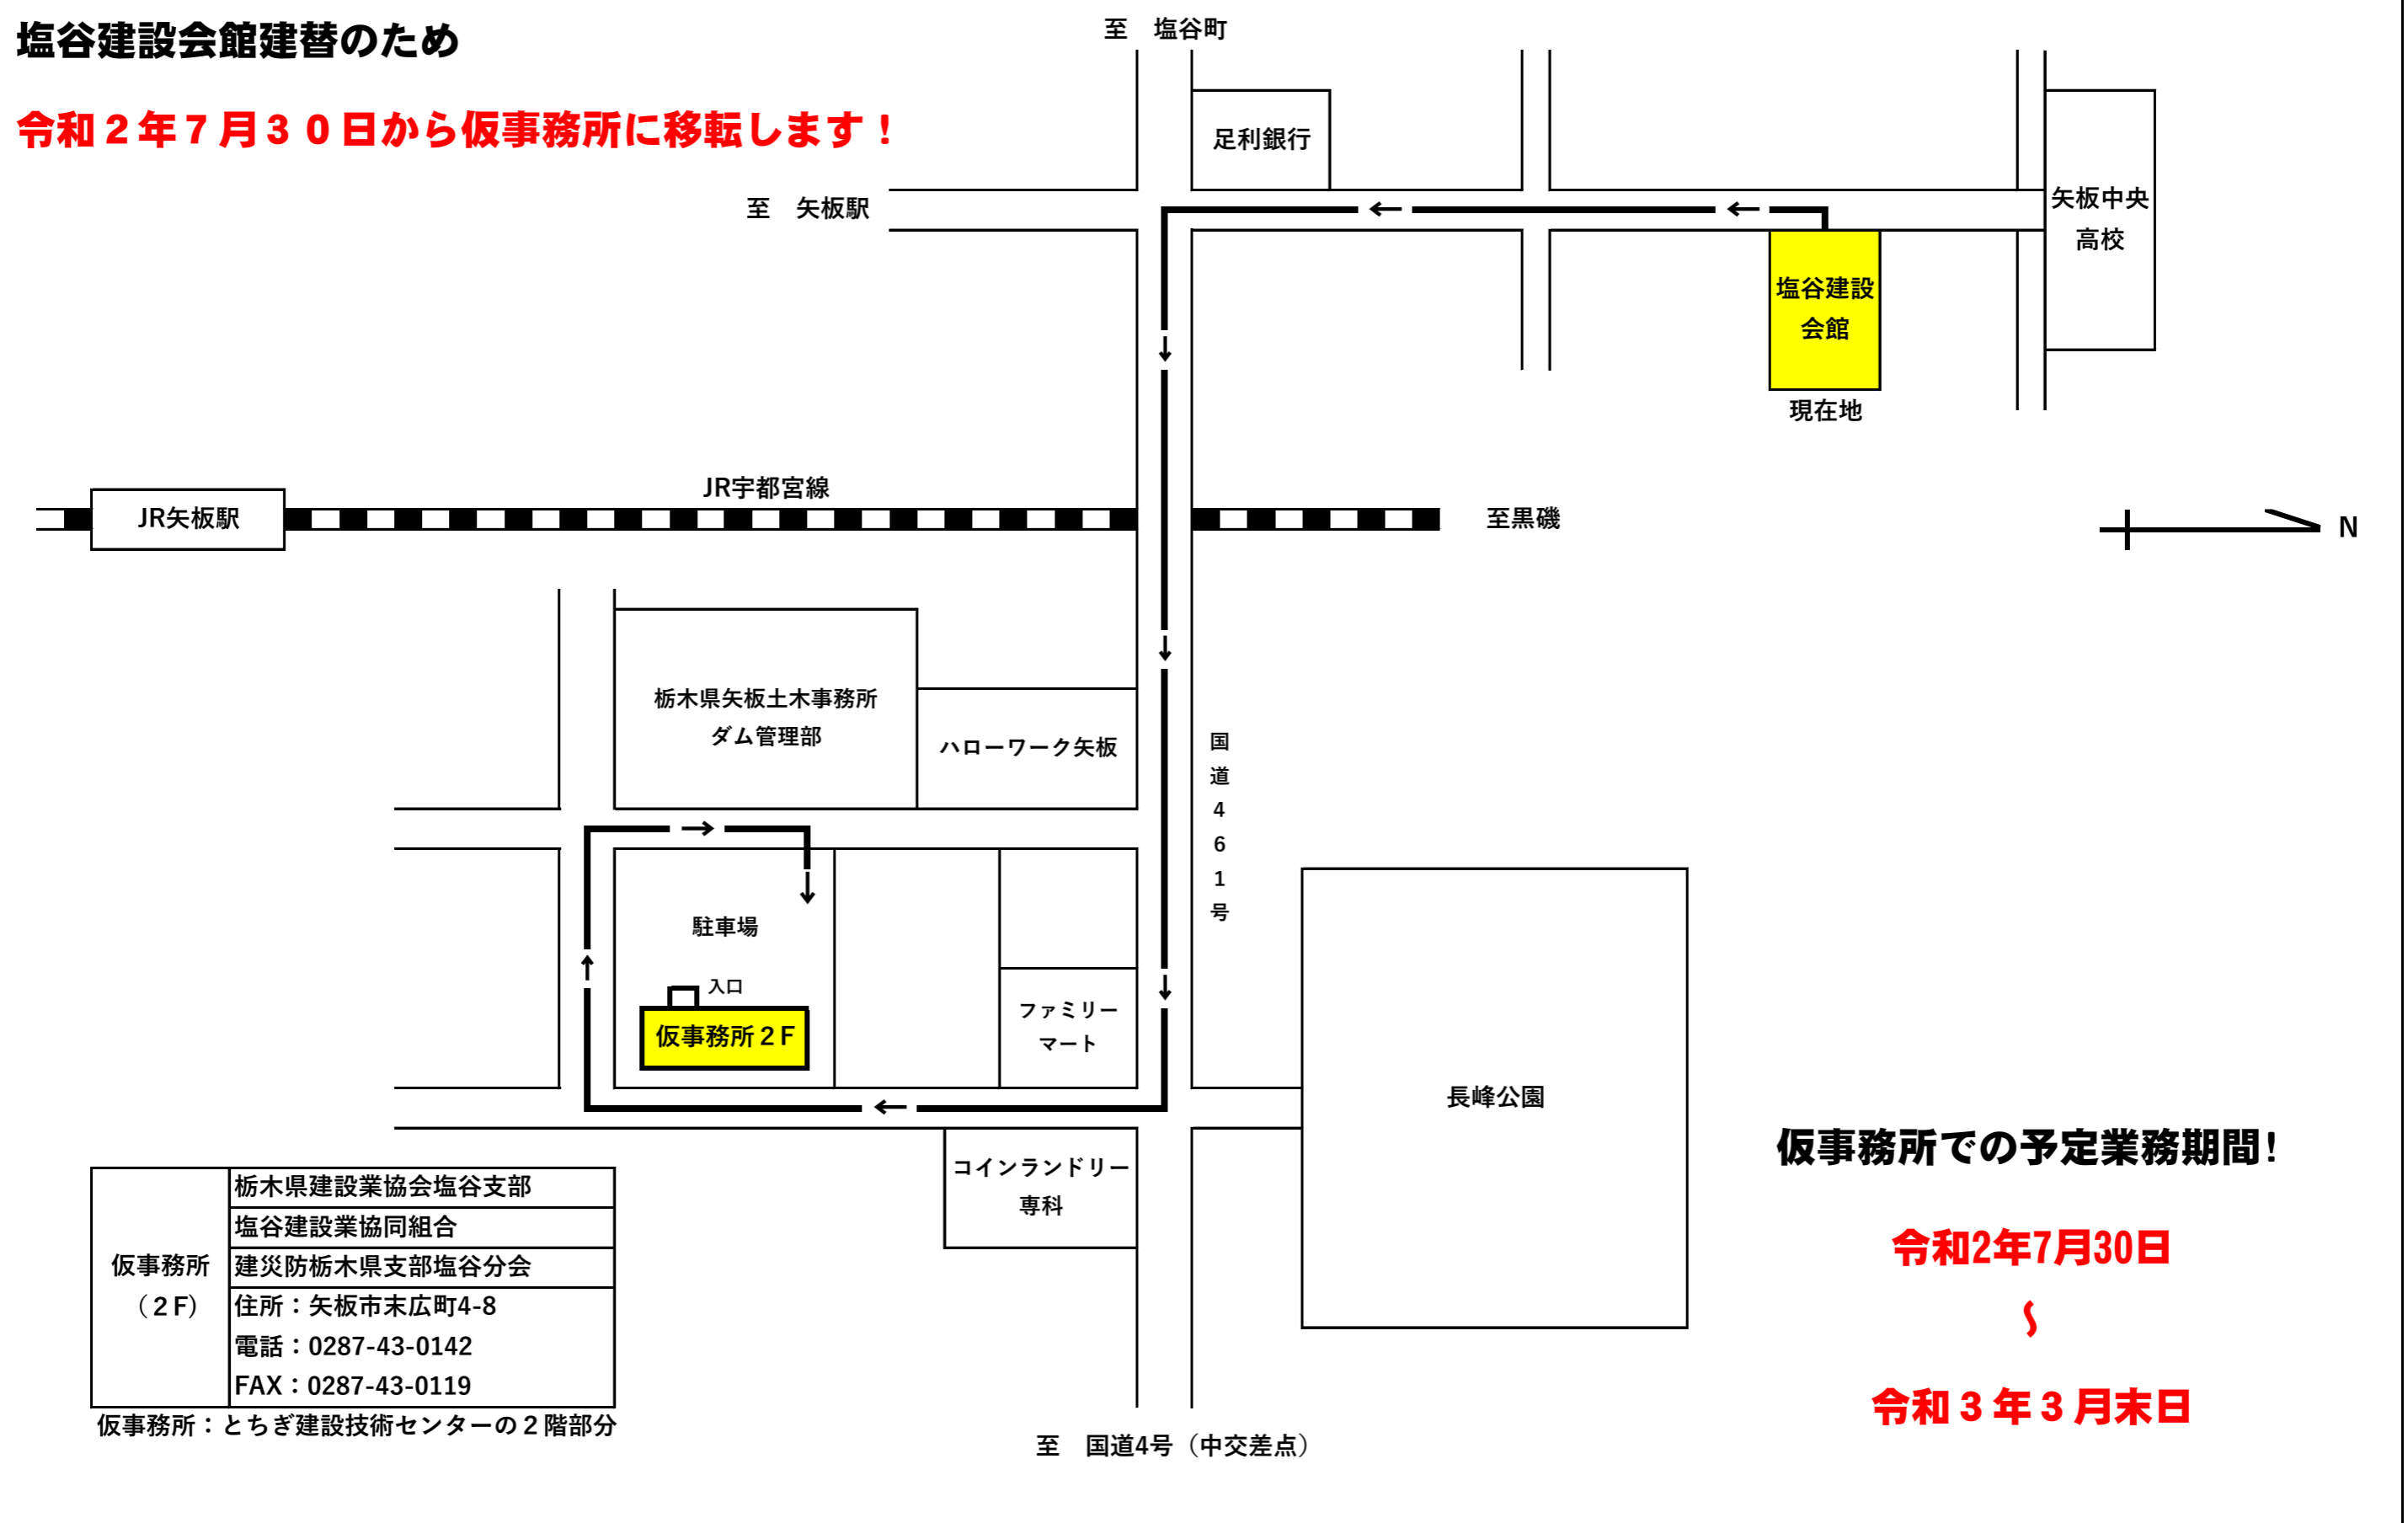 塩谷建設会館建替のため
令和２年７月３０日から仮事務所に移転します！
至　塩谷町
足利銀行
至　矢板駅
矢板中央
高校
塩谷建設
会館
現在地
JR宇都宮線
JR矢板駅
至黒磯
N
栃木県矢板土木事務所
ダム管理部
ハローワーク矢板
国道461号
駐車場
入口
仮事務所２F
ファミリー
マート
長峰公園
コインランドリー
専科
仮事務所
（２F)
栃木県建設業協会塩谷支部
塩谷建設業協同組合
建災防栃木県支部塩谷分会
住所：矢板市末広町4-8
電話：0287-43-0142
FAX：0287-43-0119
仮事務所：とちぎ建設技術センターの２階部分
至　国道4号（中交差点）
仮事務所での予定業務期間!
令和2年7月30日
～
令和３年３月末日